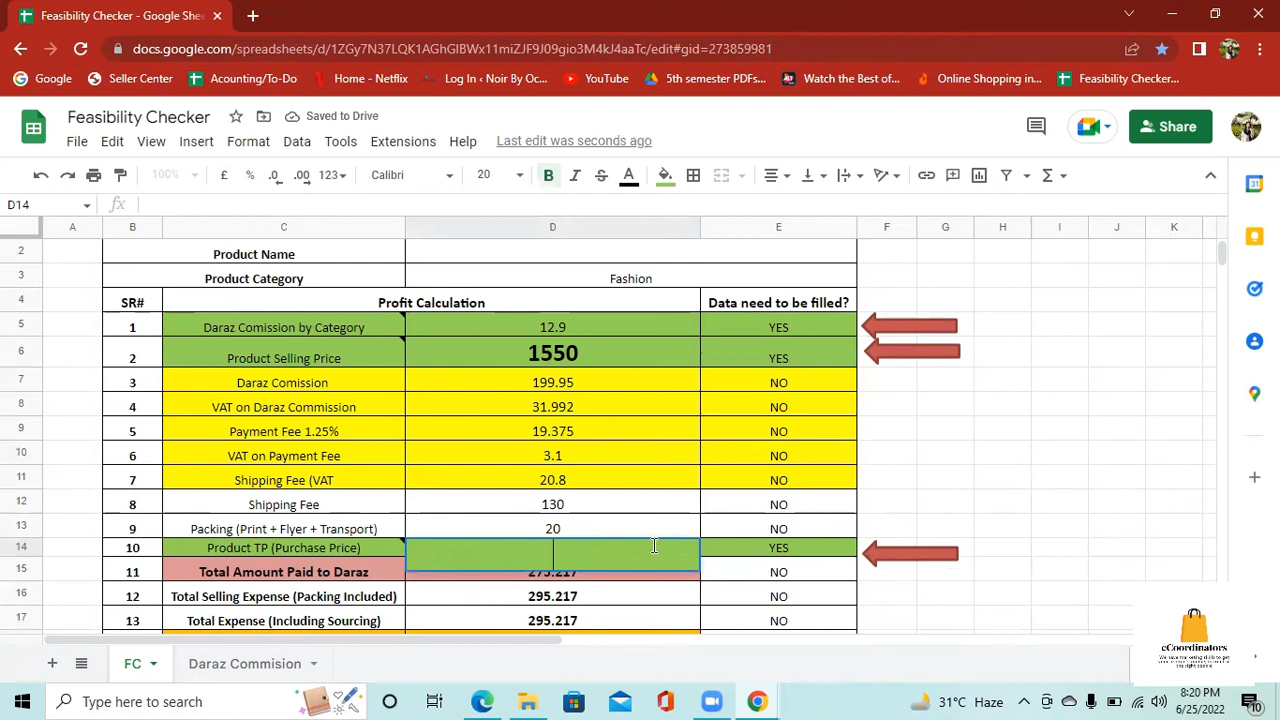 Feasibility Checker - Google She
docs.google.com/spreadsheets/d/1ZGy7N37LQK1AGhGIBWx11miZJF9J09gio3M4kJ4aaTc/edit#gid=273859981
Google Seller Center Acounting/To-Do Home - Netflix Log In ‹ Noir By Oc... YouTube 5th semester PDFs... Watch the Best of... Online Shopping in... Feasibility Checker...
Feasibility Checker Saved to Drive
File Edit View Insert Format Data Tools Extensions Help Last edit was seconds ago
Share
100% £ % .0 .00 123 Calibri 20 B I S A
D14 fx
A B C D E F G H I J K
2 Product Name
3 Product Category Fashion
4 SR# Profit Calculation Data need to be filled?
5 1 Daraz Comission by Category 12.9 YES
6 2 Product Selling Price 1550 YES
7 3 Daraz Comission 199.95 NO
8 4 VAT on Daraz Commission 31.992 NO
9 5 Payment Fee 1.25% 19.375 NO
10 6 VAT on Payment Fee 3.1 NO
11 7 Shipping Fee (VAT 20.8 NO
12 8 Shipping Fee 130 NO
13 9 Packing (Print + Flyer + Transport) 20 NO
14 10 Product TP (Purchase Price) YES
15 11 Total Amount Paid to Daraz 275.217 NO
16 12 Total Selling Expense (Packing Included) 295.217 NO
17 13 Total Expense (Including Sourcing) 295.217 NO
eCoordinators
FC Daraz Commision
Type here to search
31°C Haze
8:20 PM
6/25/2022
10